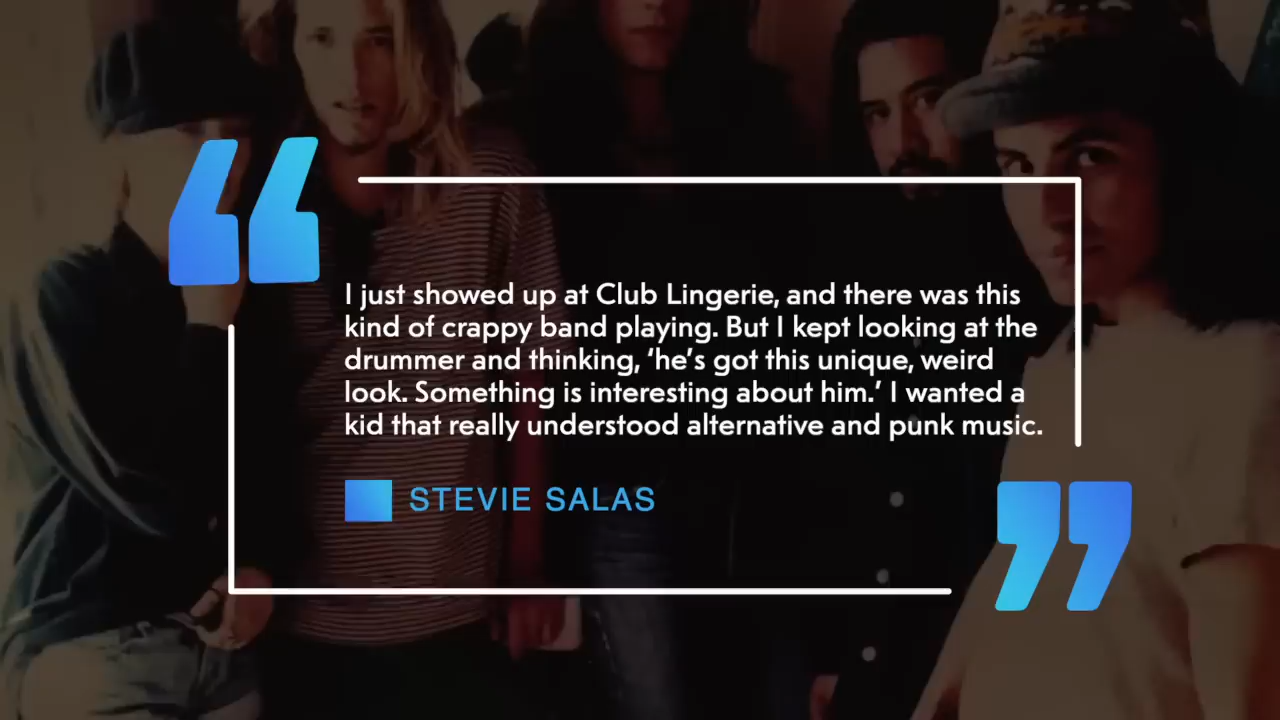 I just showed up at Club Lingerie, and there was this
kind of crappy band playing. But I kept looking at the
drummer and thinking, ‘he’s got this unique, weird
look. Something is interesting about him.’ I wanted a
kid that really understood alternative and punk music.
STEVIE SALAS